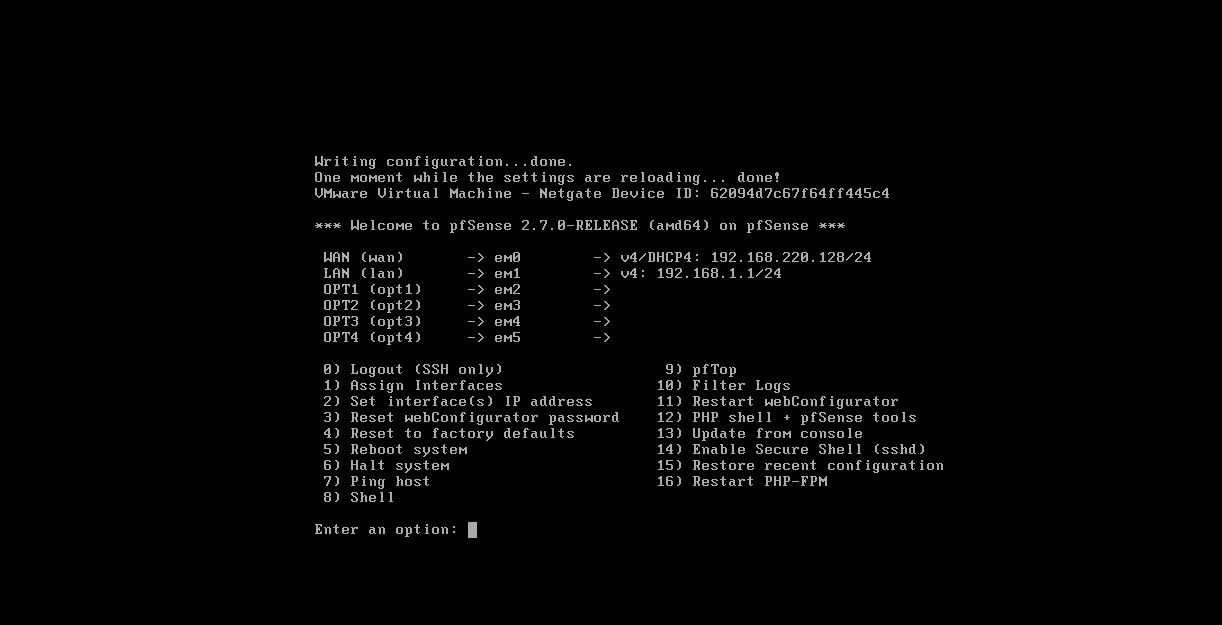 Writing configuration...done.
One moment while the settings are reloading... done!
VMware Virtual Machine - Netgate Device ID: 62094d7c67f64ff445c4
*** Welcome to pfSense 2.7.0-RELEASE (amd64) on pfSense ***
WAN (wan) -> em0 -> v4/DHCP4: 192.168.220.128/24
LAN (lan) -> em1 -> v4: 192.168.1.1/24
OPT1 (opt1) -> em2 ->
OPT2 (opt2) -> em3 ->
OPT3 (opt3) -> em4 ->
OPT4 (opt4) -> em5 ->
0) Logout (SSH only) 9) pfTop
1) Assign Interfaces 10) Filter Logs
2) Set interface(s) IP address 11) Restart webConfigurator
3) Reset webConfigurator password 12) PHP shell + pfSense tools
4) Reset to factory defaults 13) Update from console
5) Reboot system 14) Enable Secure Shell (sshd)
6) Halt system 15) Restore recent configuration
7) Ping host 16) Restart PHP-FPM
8) Shell
Enter an option: